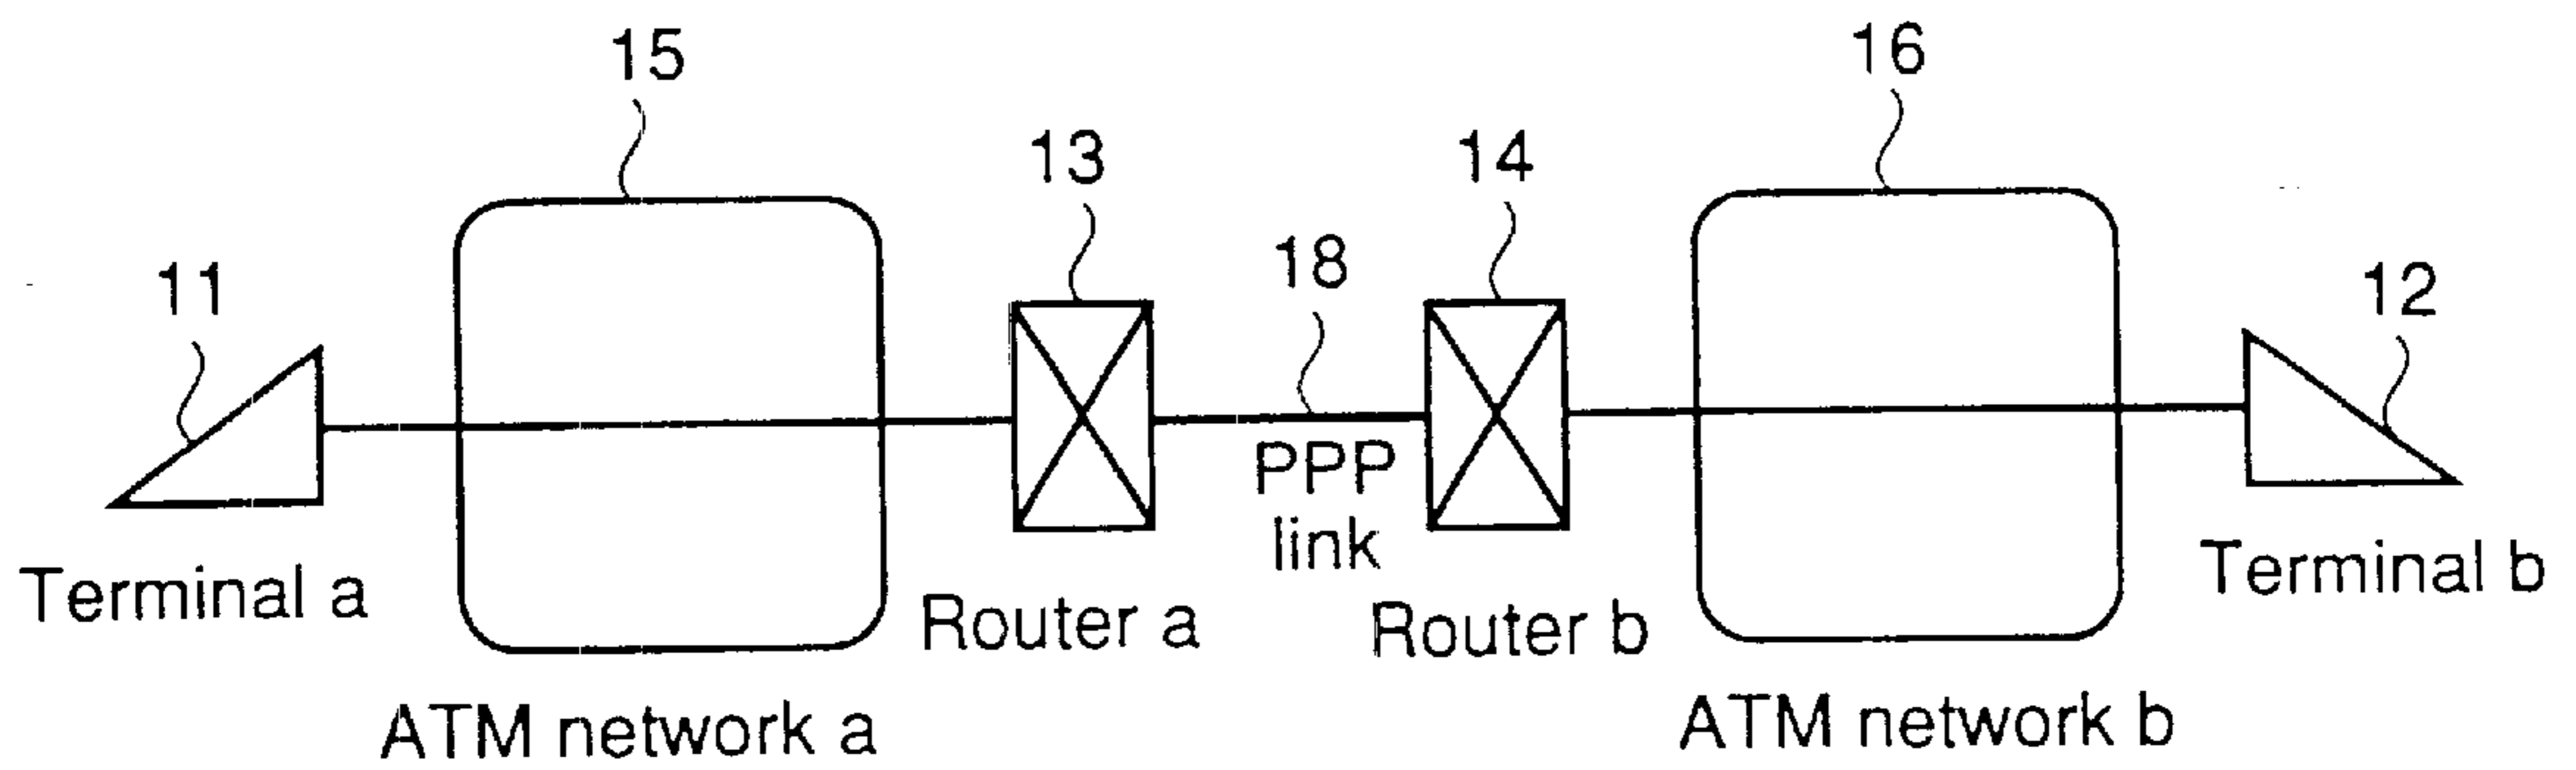 15
16
13
14
18
11
12
PPP
link
Terminal a
Router a
Router b
Terminal b
ATM network a
ATM network b